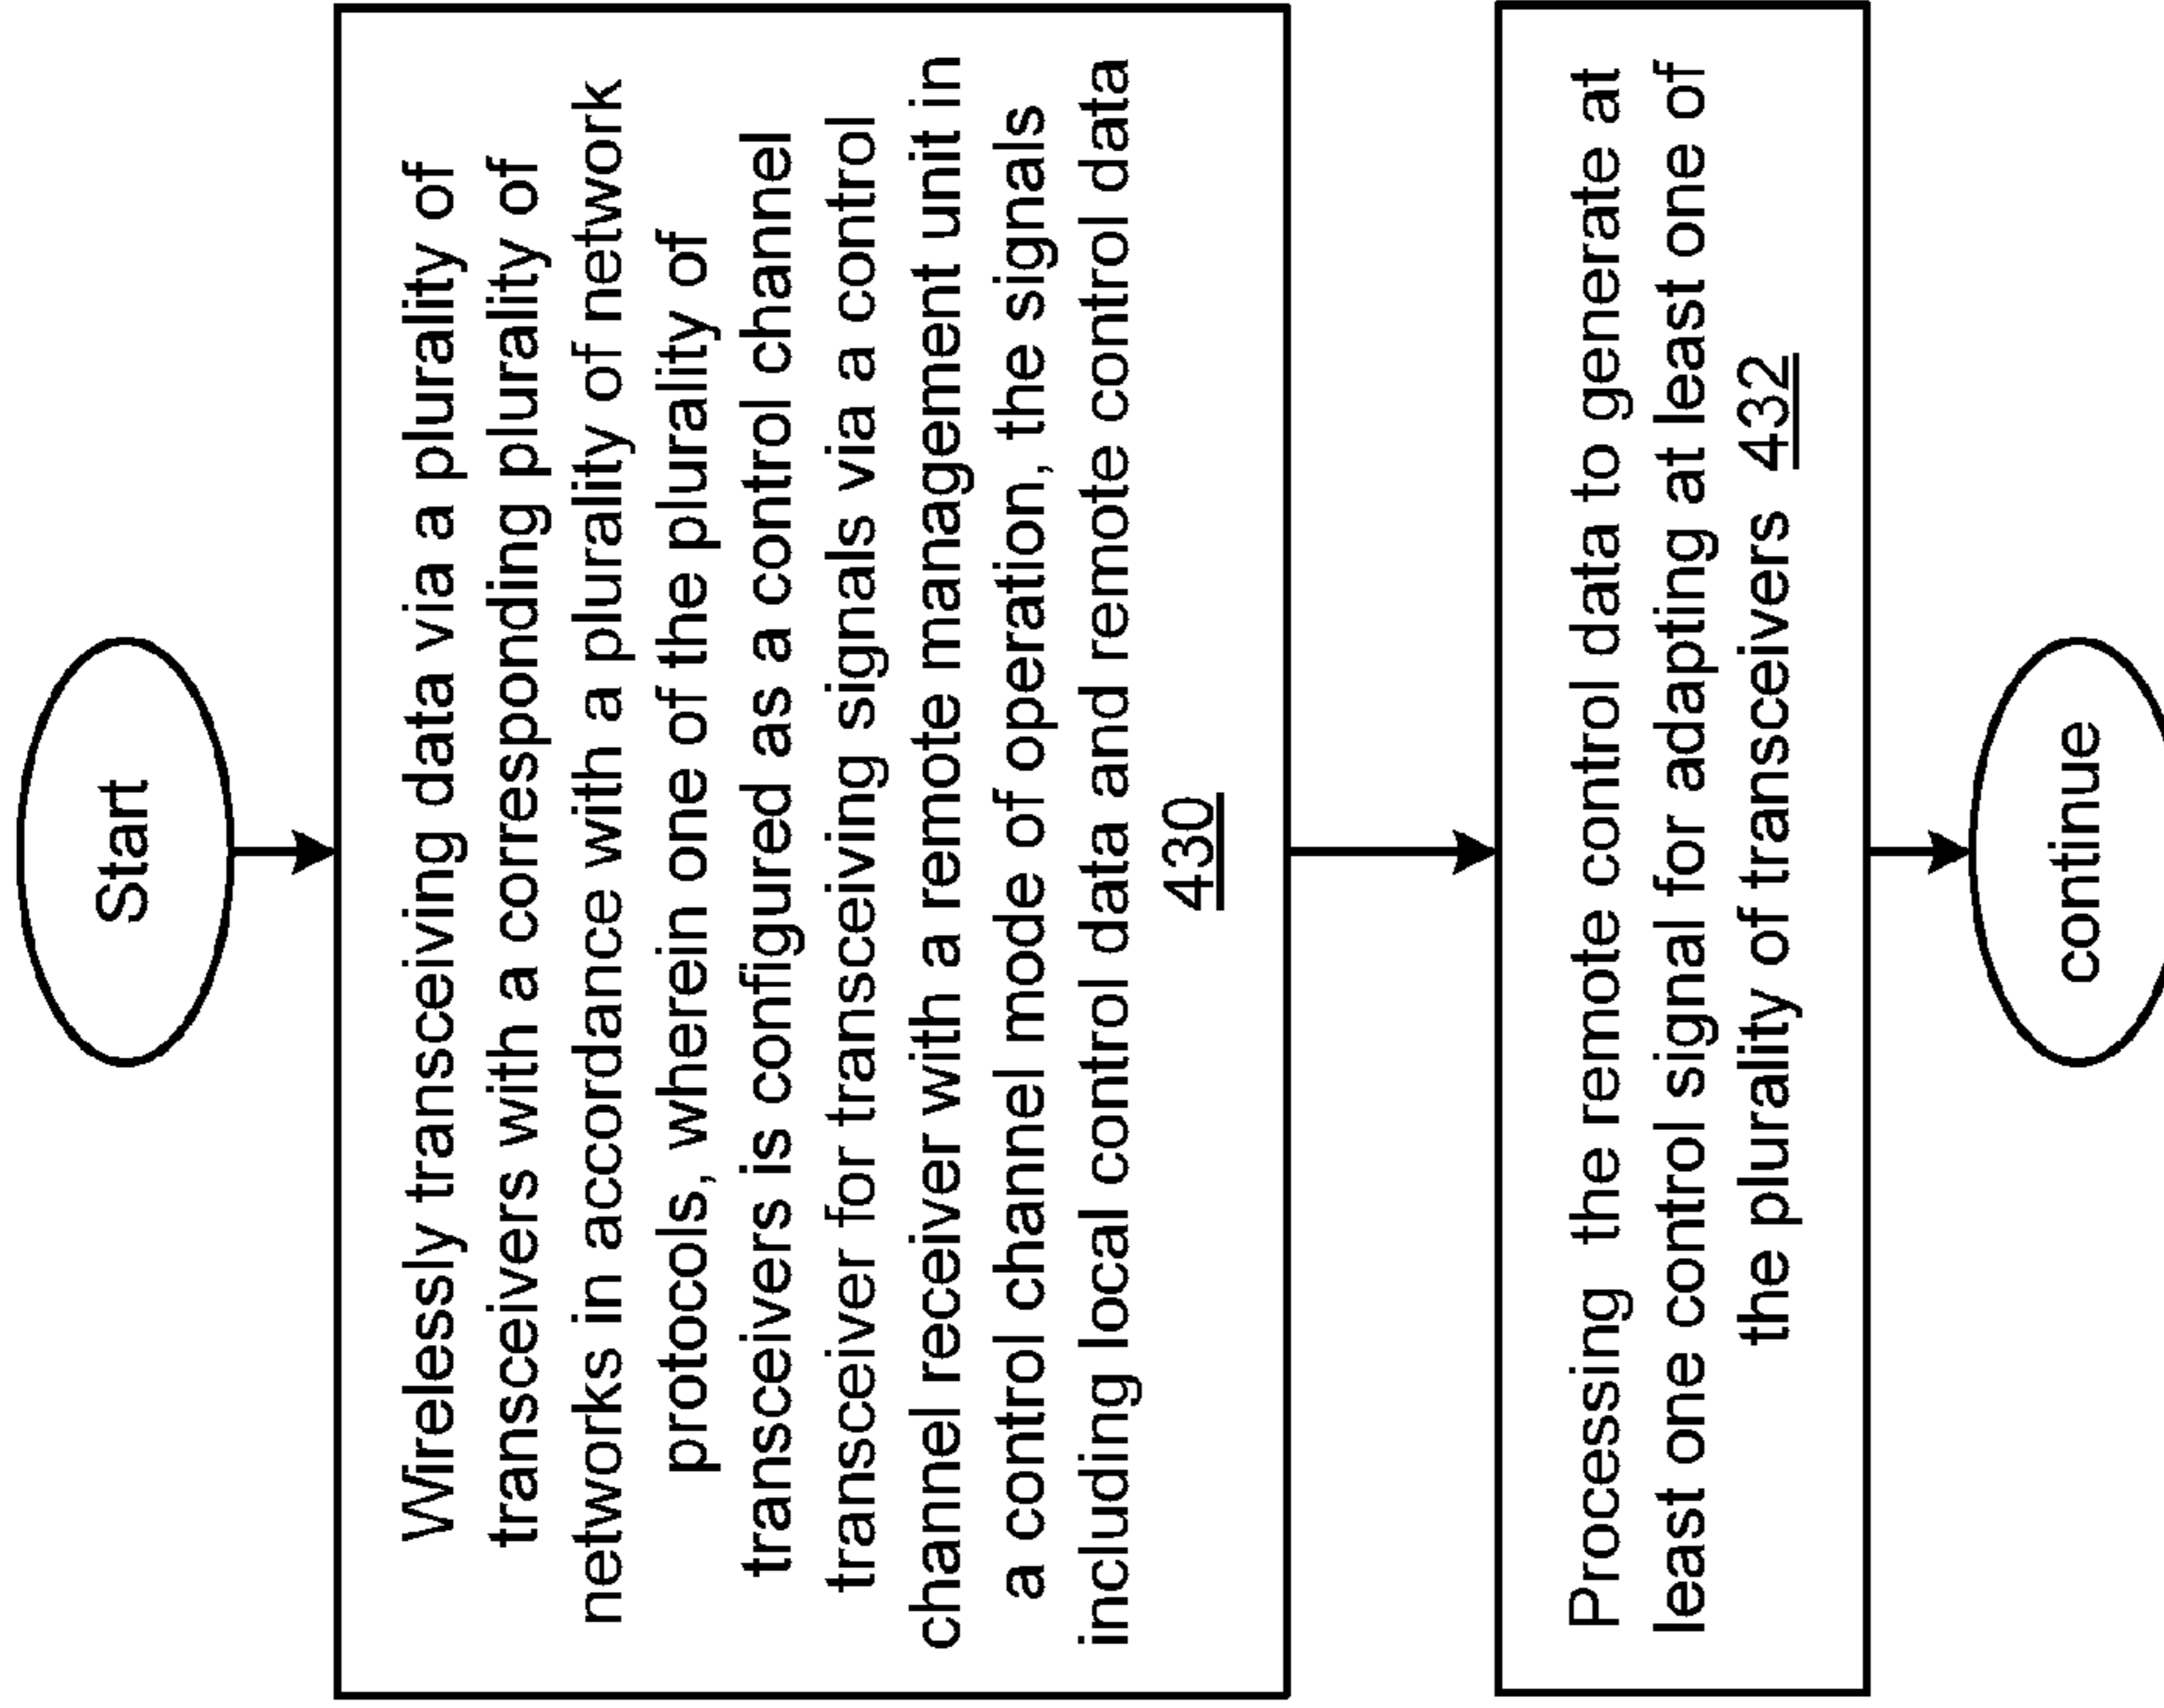 Start
Wirelessly transceiving data via a plurality of
transceivers with a corresponding plurality of
networks in accordance with a plurality of network
protocols, wherein one of the plurality of
transceivers is configured as a control channel
transceiver for transceiving signals via a control
channel receiver with a remote management unit in
a control channel mode of operation, the signals
including local control data and remote control data
430
Processing the remote control data to generate at
least one control signal for adapting at least one of
the plurality of transceivers 432
continue